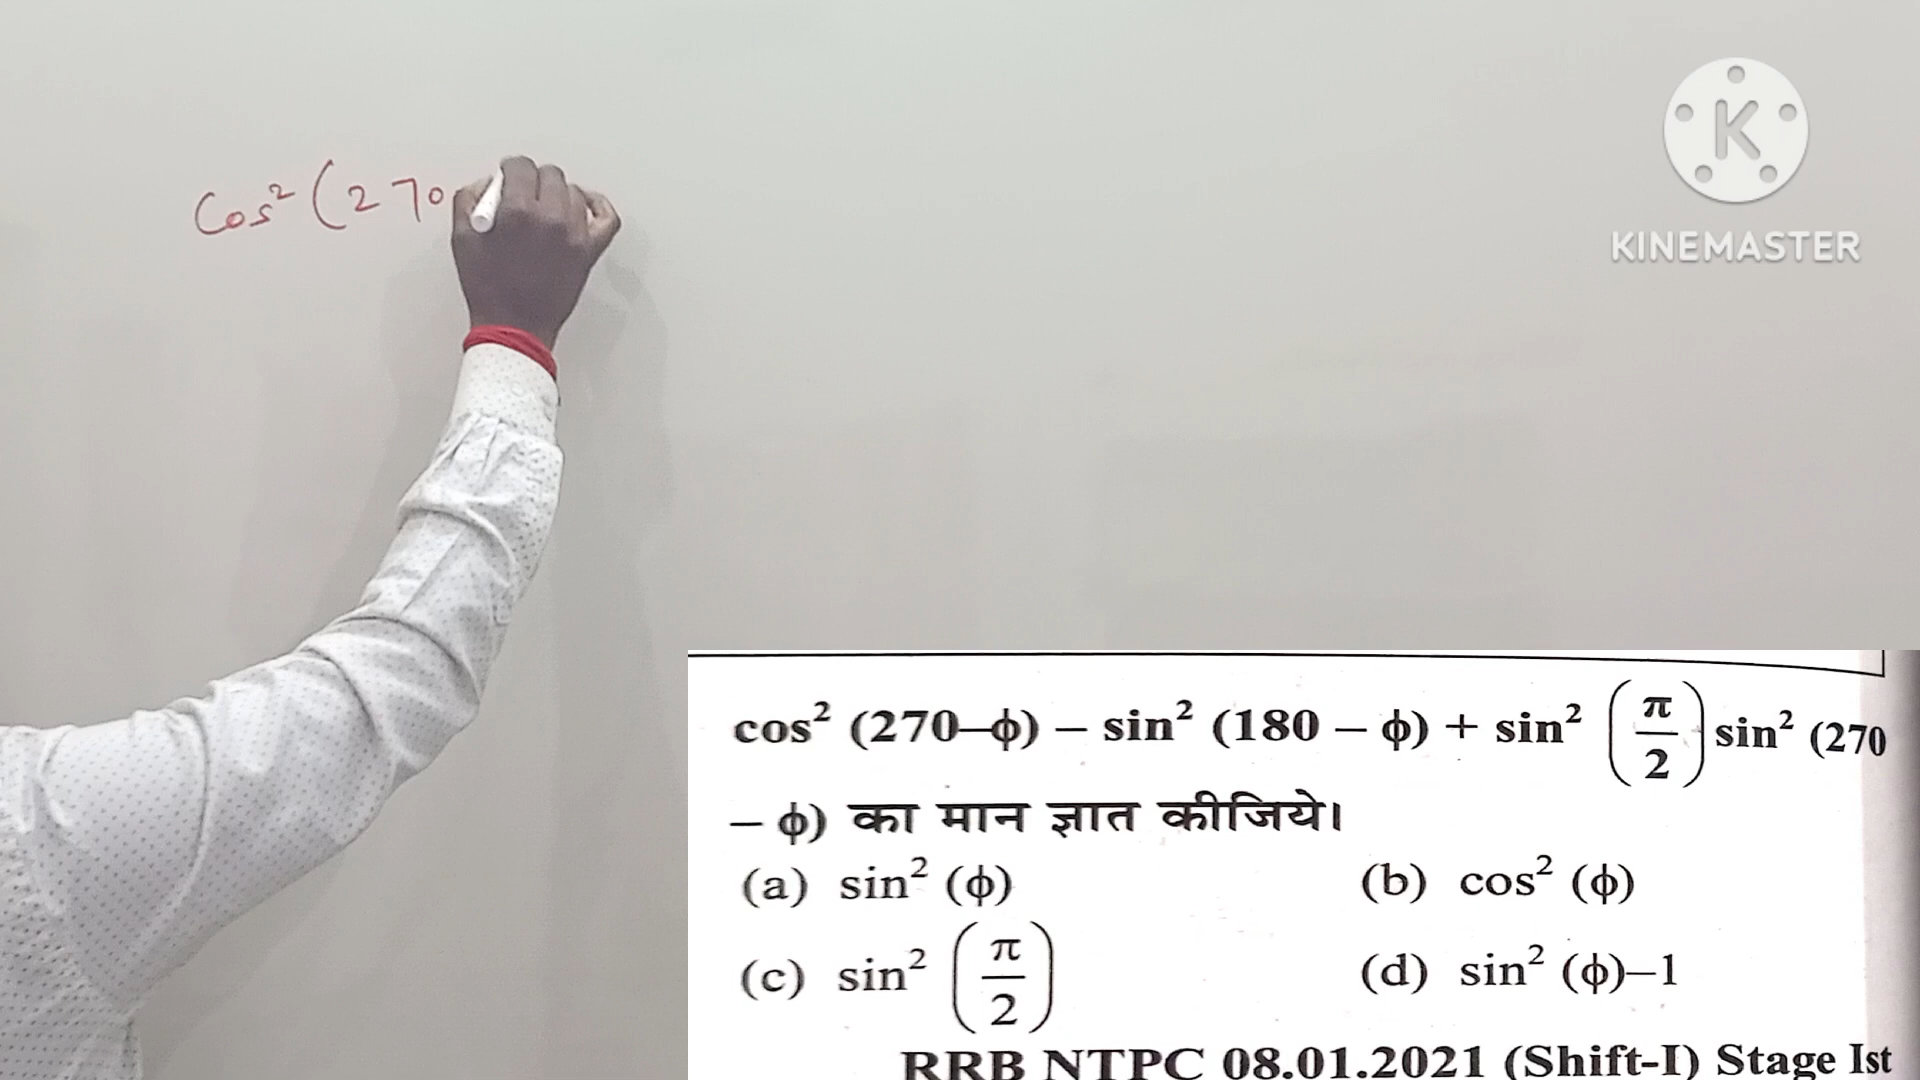 Cos² (270
K
KINEMASTER
cos² (270–ϕ) – sin² (180 – ϕ) + sin² (π/2) sin² (270
– ϕ) का मान ज्ञात कीजिये।
(a) sin² (ϕ) (b) cos² (ϕ)
(c) sin² (π/2) (d) sin² (ϕ)–1
RRB NTPC 08.01.2021 (Shift-I) Stage Ist